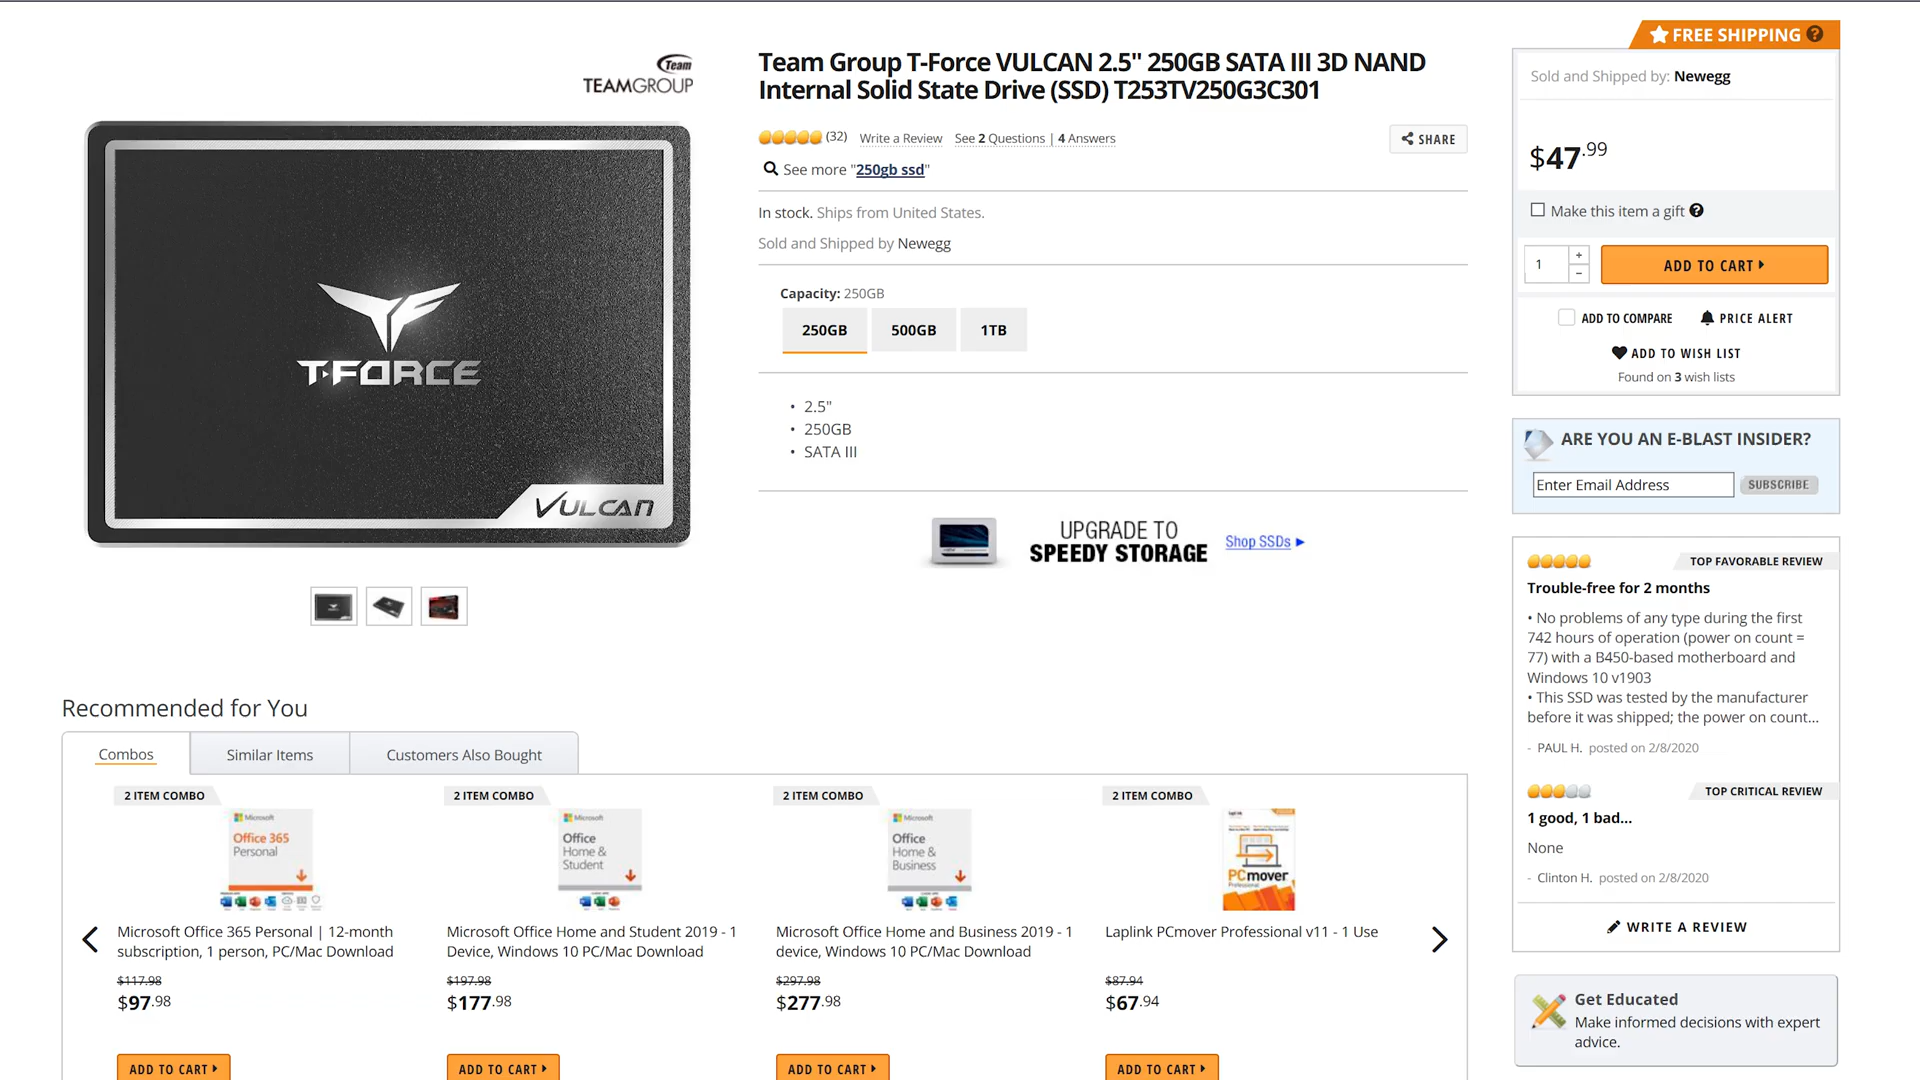 FREE SHIPPING ?
Team
TEAMGROUP
T-FORCE
VULCAN
Team Group T-Force VULCAN 2.5" 250GB SATA III 3D NAND
Internal Solid State Drive (SSD) T253TV250G3C301
(32) Write a Review See 2 Questions | 4 Answers
SHARE
See more "250gb ssd"
In stock. Ships from United States.
Sold and Shipped by Newegg
Capacity: 250GB
250GB 500GB 1TB
• 2.5"
• 250GB
• SATA III
UPGRADE TO
SPEEDY STORAGE
Shop SSDs ▶
Sold and Shipped by: Newegg
$47.99
Make this item a gift ?
1 + −
ADD TO CART
ADD TO COMPARE PRICE ALERT
ADD TO WISH LIST
Found on 3 wish lists
ARE YOU AN E-BLAST INSIDER?
Enter Email Address SUBSCRIBE
TOP FAVORABLE REVIEW
Trouble-free for 2 months
• No problems of any type during the first
742 hours of operation (power on count =
77) with a B450-based motherboard and
Windows 10 v1903
• This SSD was tested by the manufacturer
before it was shipped; the power on count...
- PAUL H. posted on 2/8/2020
TOP CRITICAL REVIEW
1 good, 1 bad...
None
- Clinton H. posted on 2/8/2020
WRITE A REVIEW
Get Educated
Make informed decisions with expert
advice.
Recommended for You
Combos Similar Items Customers Also Bought
2 ITEM COMBO
Microsoft
Office 365
Personal
Microsoft Office 365 Personal | 12-month
subscription, 1 person, PC/Mac Download
$117.98
$97.98
ADD TO CART
2 ITEM COMBO
Microsoft
Office
Home &
Student
Microsoft Office Home and Student 2019 - 1
Device, Windows 10 PC/Mac Download
$197.98
$177.98
ADD TO CART
2 ITEM COMBO
Microsoft
Office
Home &
Business
Microsoft Office Home and Business 2019 - 1
device, Windows 10 PC/Mac Download
$297.98
$277.98
ADD TO CART
2 ITEM COMBO
PCmover
Professional
Laplink PCmover Professional v11 - 1 Use
$87.94
$67.94
ADD TO CART